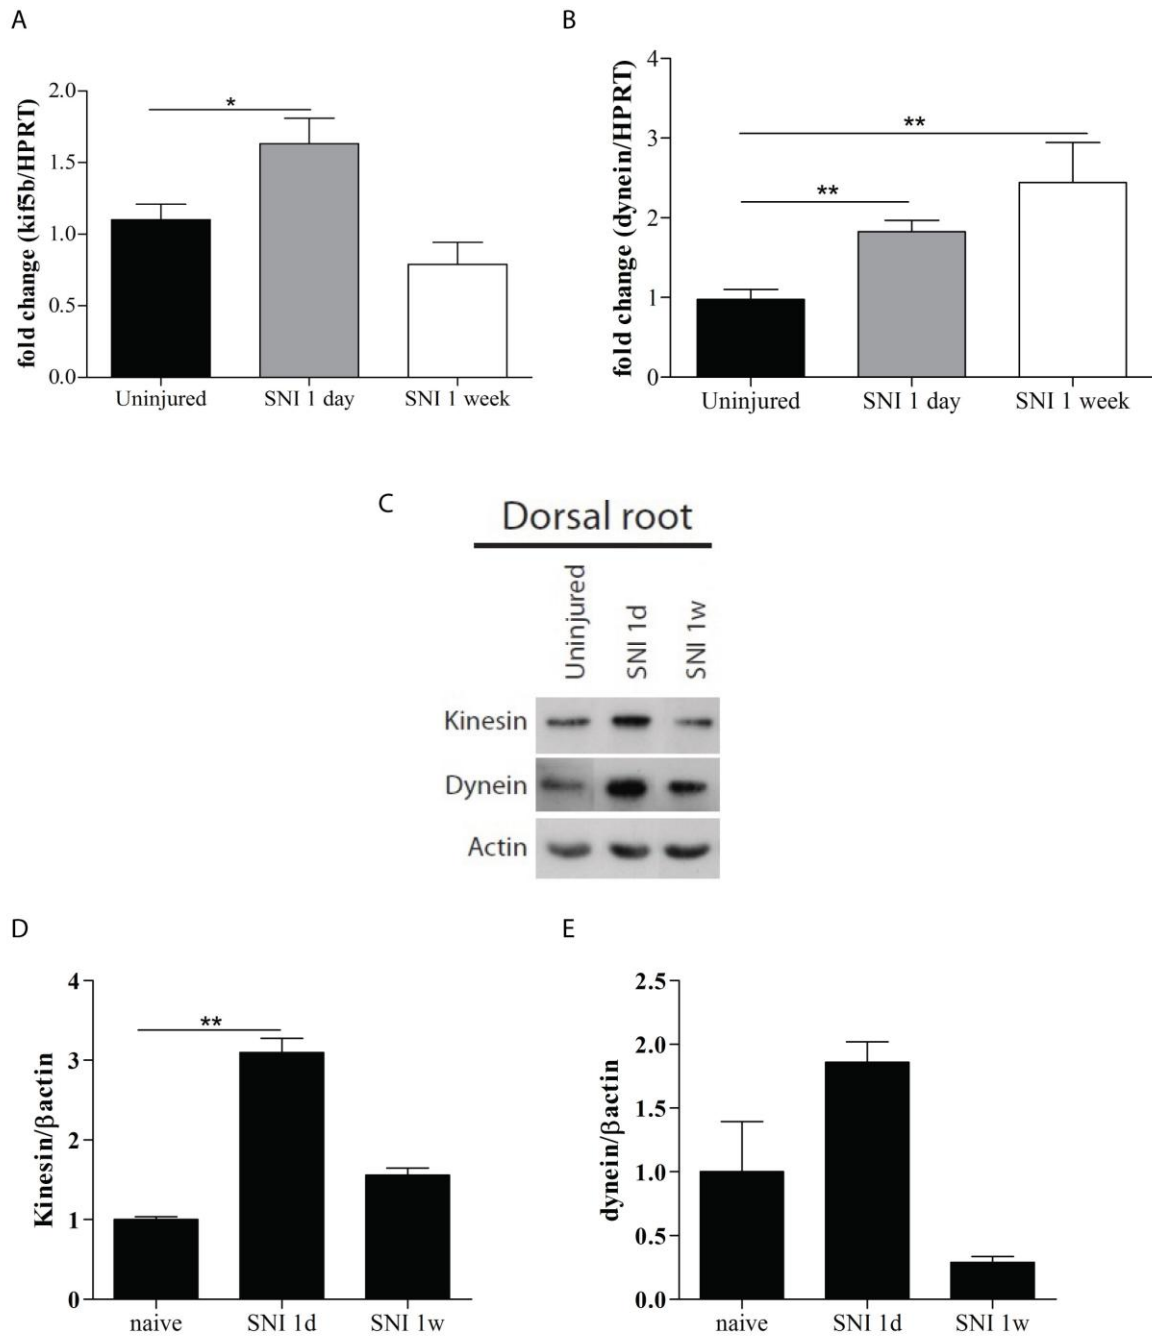 A
fold change (kif5b/HPRT)
2.0
1.5
1.0
0.5
0.0
*
Uninjured
SNI 1 day
SNI 1 week
B
fold change (dynein/HPRT)
4
3
2
1
0
**
**
Uninjured
SNI 1 day
SNI 1 week
C
Dorsal root
Uninjured
SNI 1d
SNI 1w
Kinesin
Dynein
Actin
D
Kinesin/βactin
4
3
2
1
0
**
naive
SNI 1d
SNI 1w
E
dynein/βactin
2.5
2.0
1.5
1.0
0.5
0.0
naive
SNI 1d
SNI 1w